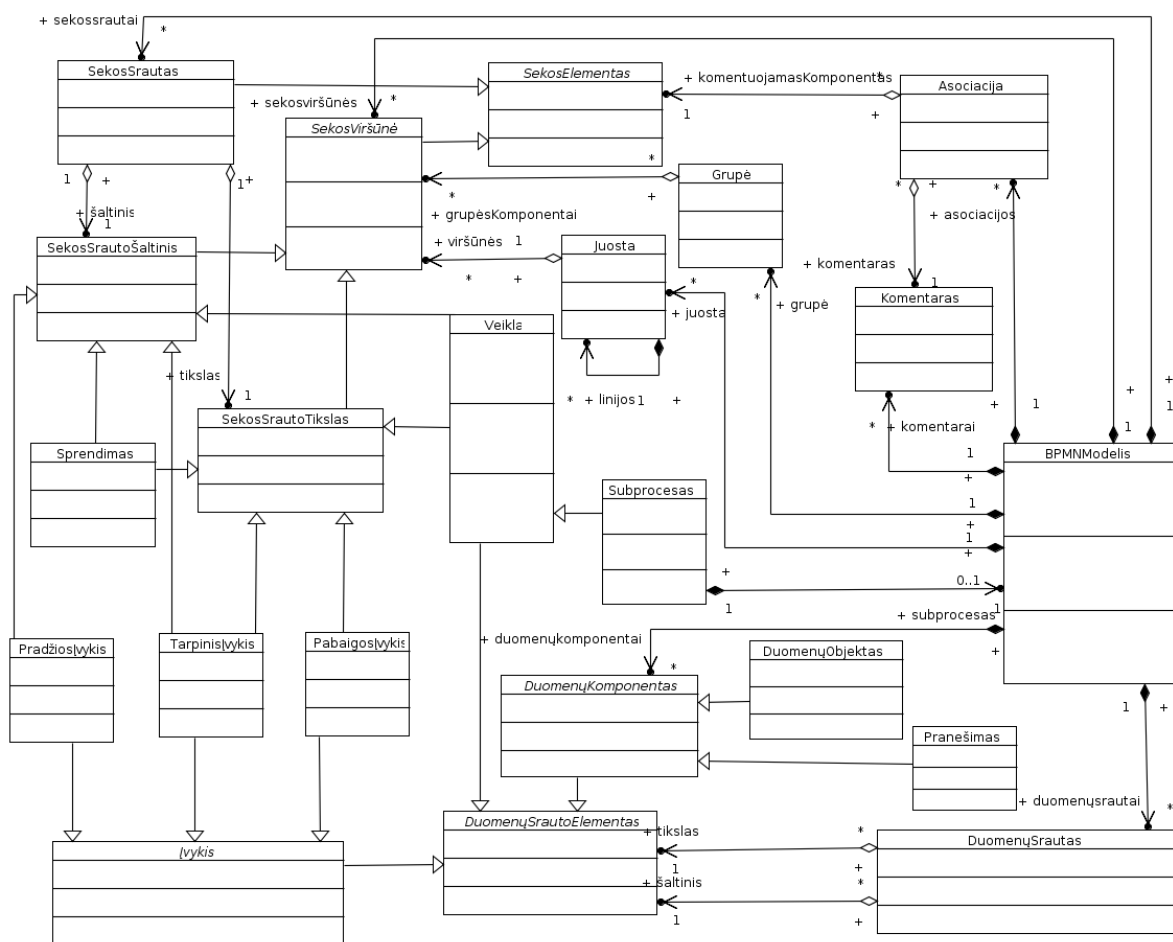 + sekossrautai
*
SekosSrautas
SekosElementas
+ komentuojamasKomponentas
*
Asociacija
+ sekosviršūnės
*
1
+
SekosViršūnė
*
Grupė
1
+
1
+
*
+
*
+
*
+ šaltinis
1
+ grupėsKomponentai
+ asociacijos
SekosSrautoŠaltinis
+ viršūnės
1
Juosta
*
+
+ komentaras
1
*
*
Komentaras
+ juosta
+ grupė
Veikla
+ tikslas
1
*
+ linijos
1
+
+
1
+
1
+
1
SekosSrautoTikslas
*
+ komentarai
Sprendimas
BPMNModelis
1
+
Subprocesas
1
+
1
+
+
0..1
1
1
+ subprocesas
+
PradžiosĮvykis
TarpinisĮvykis
PabaigosĮvykis
+ duomenųkomponentai
*
DuomenųObjektas
DuomenųKomponentas
1
+
Pranešimas
+ duomenųsrautai
*
DuomenųSrautoElementas
+ tikslas
*
DuomenųSrautas
Įvykis
1
+
+ šaltinis
*
1
+